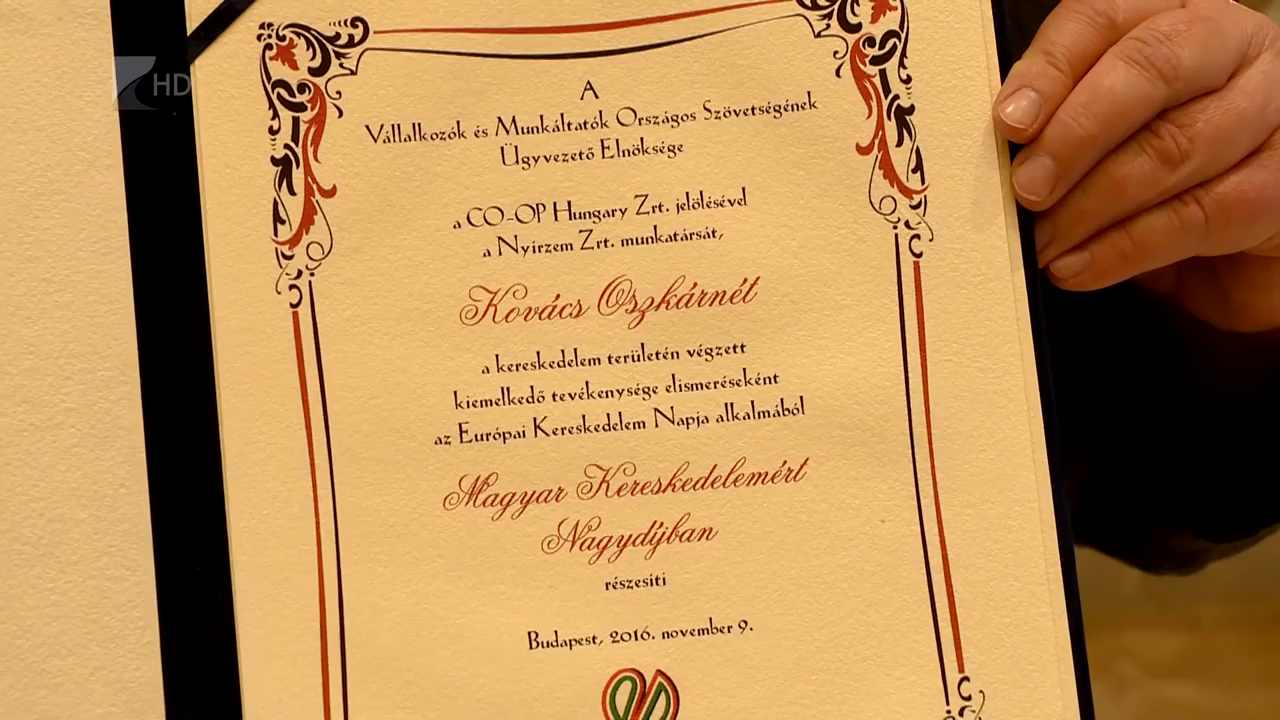 HD
A
Vállalkozók és Munkáltatók Országos Szövetségének
Ügyvezető Elnöksége
a CO-OP Hungary Zrt. jelölésével
a Nyírzem Zrt. munkatársát,
Kovács Oszkárnét
a kereskedelem területén végzett
kiemelkedő tevékenysége elismeréseként
az Európai Kereskedelem Napja alkalmából
Magyar Kereskedelemért
Nagydíjban
részesíti
Budapest, 2016. november 9.